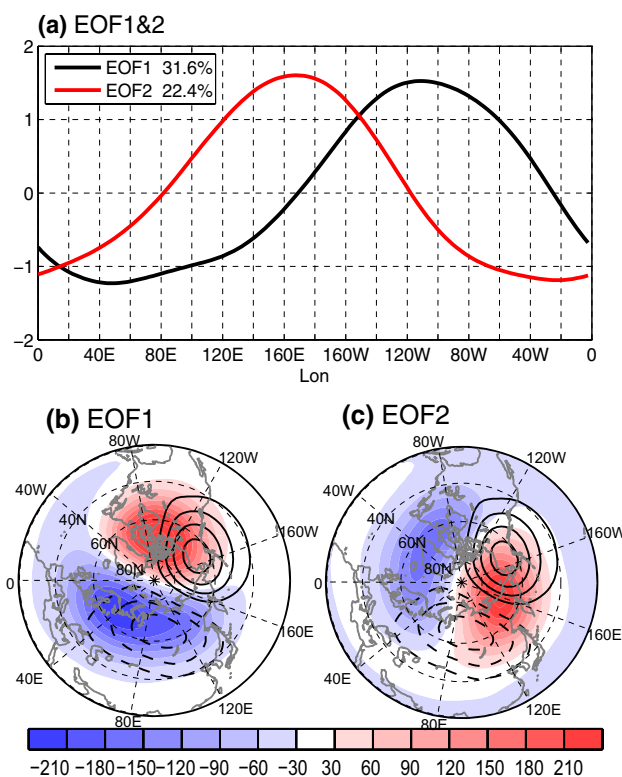 (a) EOF1&2
2
1
0
−1
−2
EOF1 31.6%
EOF2 22.4%
0 40E 80E 120E 160E 160W 120W 80W 0
Lon
(b) EOF1
80W
120W
40W
40N
60N
80N
160W
0
160E
40E
80E
120E
(c) EOF2
80W
120W
40W
40N
60N
80N
160W
0
160E
40E
80E
120E
−210 −180 −150 −120 −90 −60 −30 30 60 90 120 150 180 210